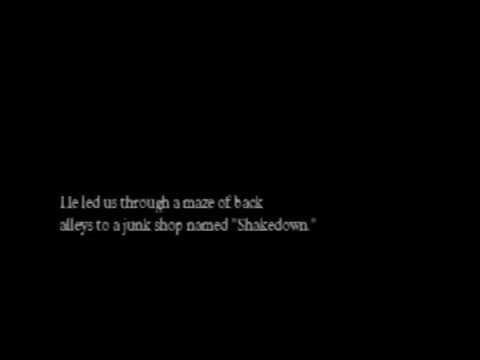 He led us through a maze of back
alleys to a junk shop named "Shakedown."